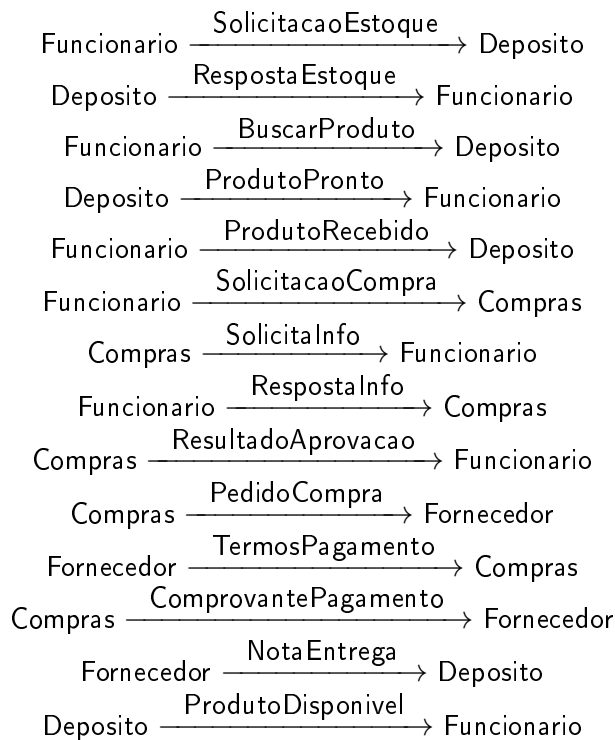 Funcionario SolicitacaoEstoque Deposito
Deposito RespostaEstoque Funcionario
Funcionario BuscarProduto Deposito
Deposito ProdutoPronto Funcionario
Funcionario ProdutoRecebido Deposito
Funcionario SolicitacaoCompra Compras
Compras SolicitaInfo Funcionario
Funcionario RespostaInfo Compras
Compras ResultadoAprovacao Funcionario
Compras PedidoCompra Fornecedor
Fornecedor TermosPagamento Compras
Compras ComprovantePagamento Fornecedor
Fornecedor NotaEntrega Deposito
Deposito ProdutoDisponivel Funcionario